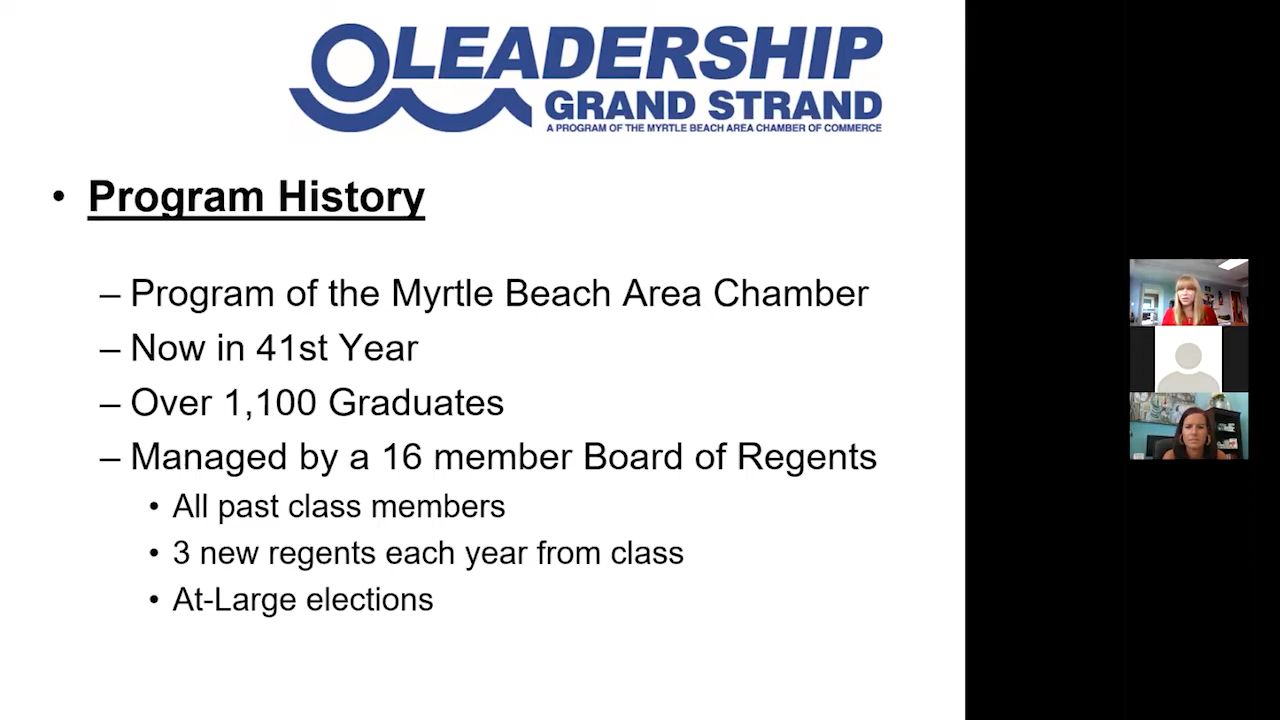 LEADERSHIP
GRAND STRAND
A PROGRAM OF THE MYRTLE BEACH AREA CHAMBER OF COMMERCE
• Program History
– Program of the Myrtle Beach Area Chamber
– Now in 41st Year
– Over 1,100 Graduates
– Managed by a 16 member Board of Regents
• All past class members
• 3 new regents each year from class
• At-Large elections